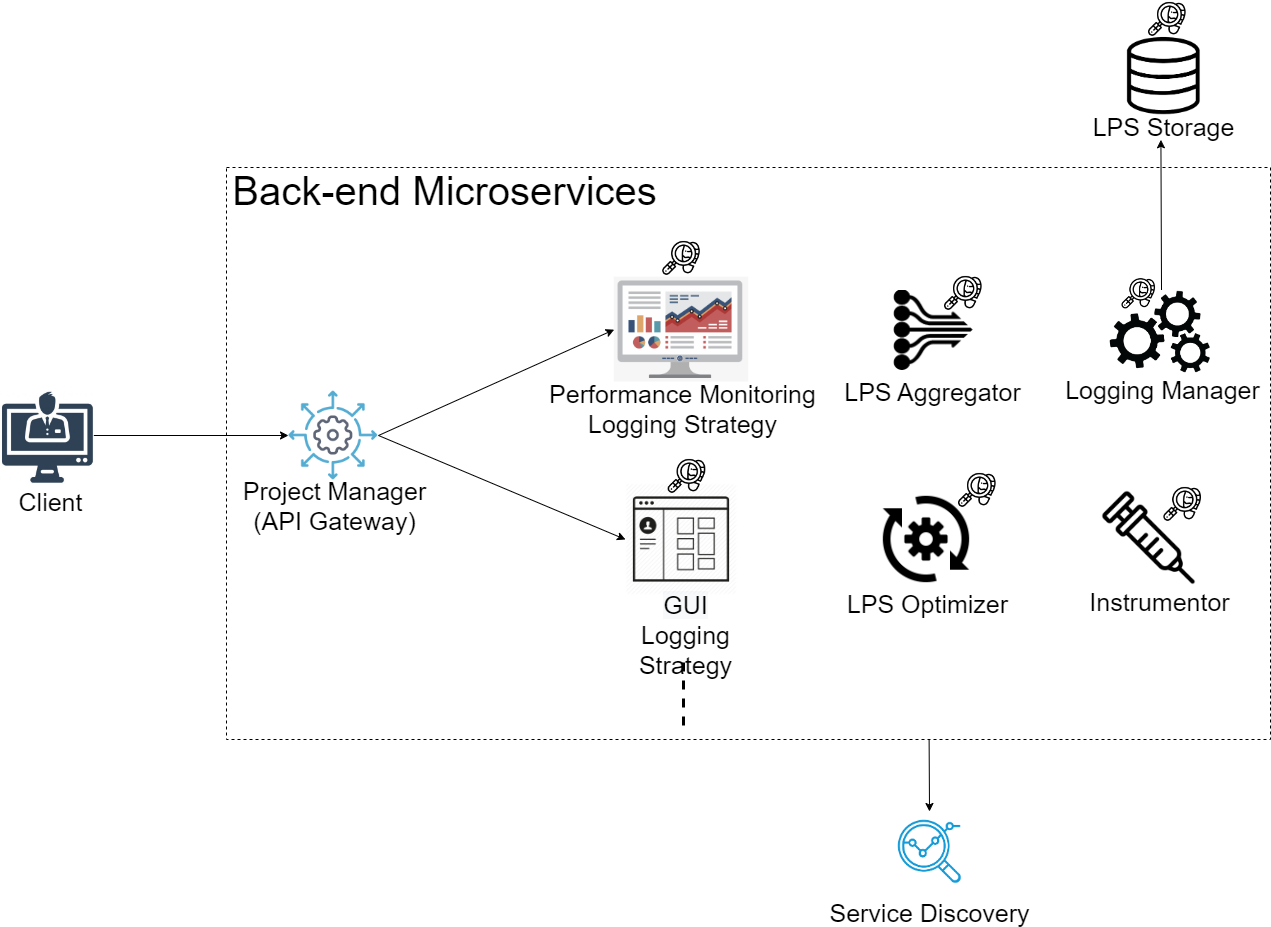 LPS Storage
Back-end Microservices
Performance Monitoring
Logging Strategy
LPS Aggregator
Logging Manager
Client
Project Manager
(API Gateway)
GUI
Logging
Strategy
LPS Optimizer
Instrumentor
Service Discovery